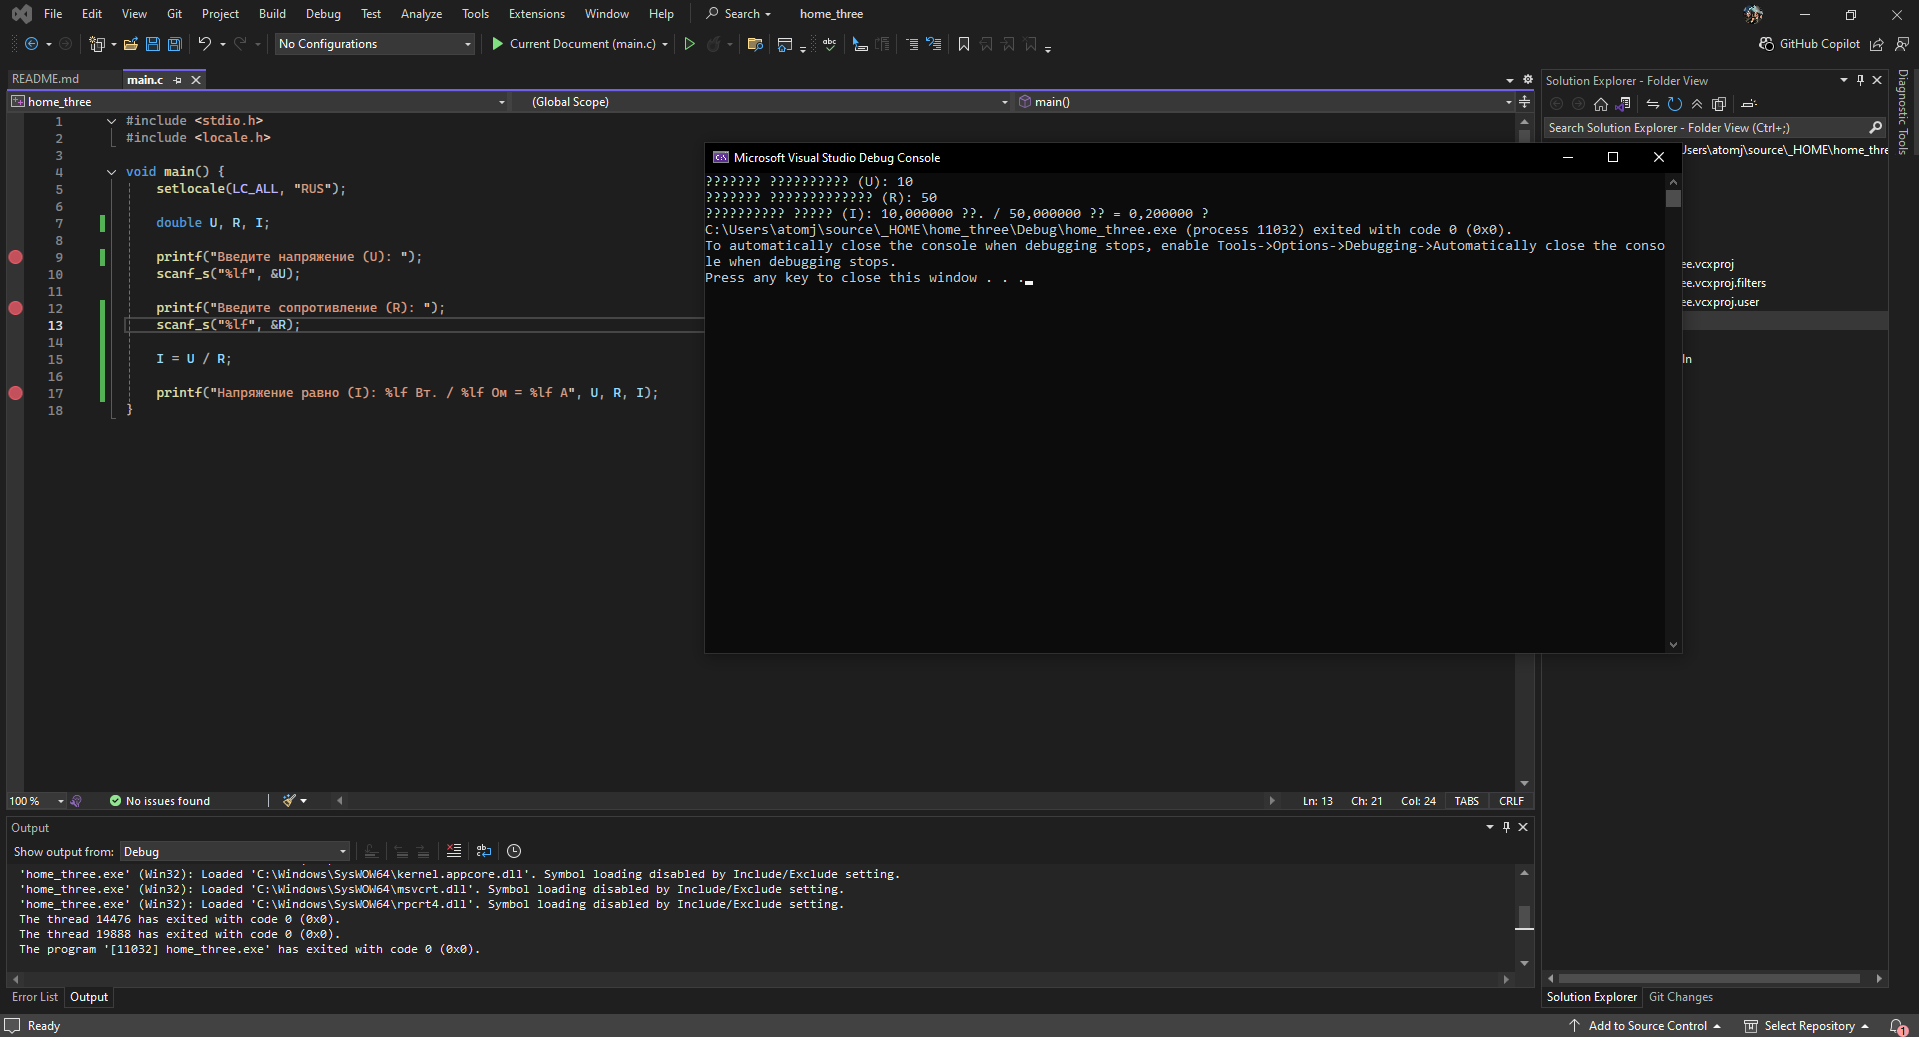 File Edit View Git Project Build Debug Test Analyze Tools Extensions Window Help Search home_three
No Configurations Current Document (main.c) GitHub Copilot
README.md main.c
home_three (Global Scope) main()
1 #include <stdio.h>
2 #include <locale.h>
3
4 void main() {
5 setlocale(LC_ALL, "RUS");
6
7 double U, R, I;
8
9 printf("Введите напряжение (U): ");
10 scanf_s("%lf", &U);
11
12 printf("Введите сопротивление (R): ");
13 scanf_s("%lf", &R);
14
15 I = U / R;
16
17 printf("Напряжение равно (I): %lf Вт. / %lf Ом = %lf А", U, R, I);
18 }
Microsoft Visual Studio Debug Console
??????? ?????????? (U): 10
??????? ????????????? (R): 50
?????????? ????? (I): 10,000000 ??. / 50,000000 ?? = 0,200000 ?
C:\Users\atomj\source\_HOME\home_three\Debug\home_three.exe (process 11032) exited with code 0 (0x0).
To automatically close the console when debugging stops, enable Tools->Options->Debugging->Automatically close the conso
le when debugging stops.
Press any key to close this window . . .
Solution Explorer - Folder View
Search Solution Explorer - Folder View (Ctrl+;)
Users\atomj\source\_HOME\home_thre
ee.vcxproj
ee.vcxproj.filters
ee.vcxproj.user
ln
Diagnostic Tools
100 % No issues found Ln: 13 Ch: 21 Col: 24 TABS CRLF
Output
Show output from: Debug
'home_three.exe' (Win32): Loaded 'C:\Windows\SysWOW64\kernel.appcore.dll'. Symbol loading disabled by Include/Exclude setting.
'home_three.exe' (Win32): Loaded 'C:\Windows\SysWOW64\msvcrt.dll'. Symbol loading disabled by Include/Exclude setting.
'home_three.exe' (Win32): Loaded 'C:\Windows\SysWOW64\rpcrt4.dll'. Symbol loading disabled by Include/Exclude setting.
The thread 14476 has exited with code 0 (0x0).
The thread 19888 has exited with code 0 (0x0).
The program '[11032] home_three.exe' has exited with code 0 (0x0).
Error List Output
Solution Explorer Git Changes
Ready Add to Source Control Select Repository 1